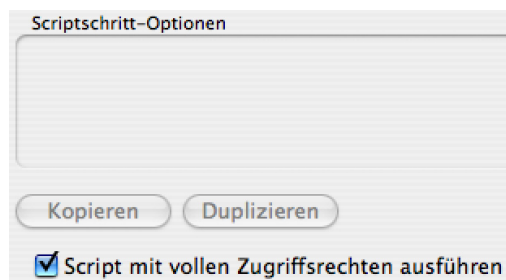 Scriptschritt-Optionen
Kopieren Duplizieren
Script mit vollen Zugriffsrechten ausführen